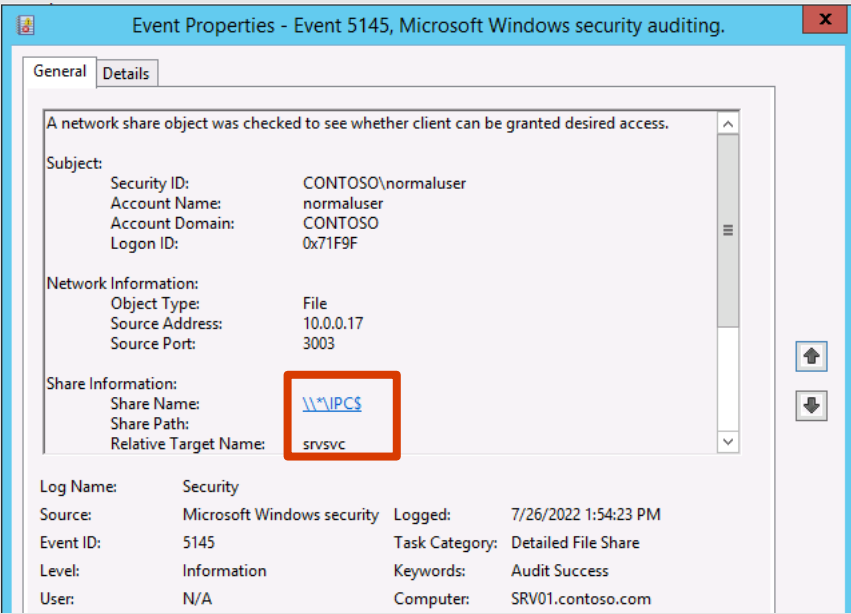 Event Properties - Event 5145, Microsoft Windows security auditing.
x
General Details
A network share object was checked to see whether client can be granted desired access.
Subject:
Security ID: CONTOSO\normaluser
Account Name: normaluser
Account Domain: CONTOSO
Logon ID: 0x71F9F
Network Information:
Object Type: File
Source Address: 10.0.0.17
Source Port: 3003
Share Information:
Share Name: \\*\IPC$
Share Path:
Relative Target Name: srvsvc
Log Name: Security
Source: Microsoft Windows security Logged: 7/26/2022 1:54:23 PM
Event ID: 5145 Task Category: Detailed File Share
Level: Information Keywords: Audit Success
User: N/A Computer: SRV01.contoso.com